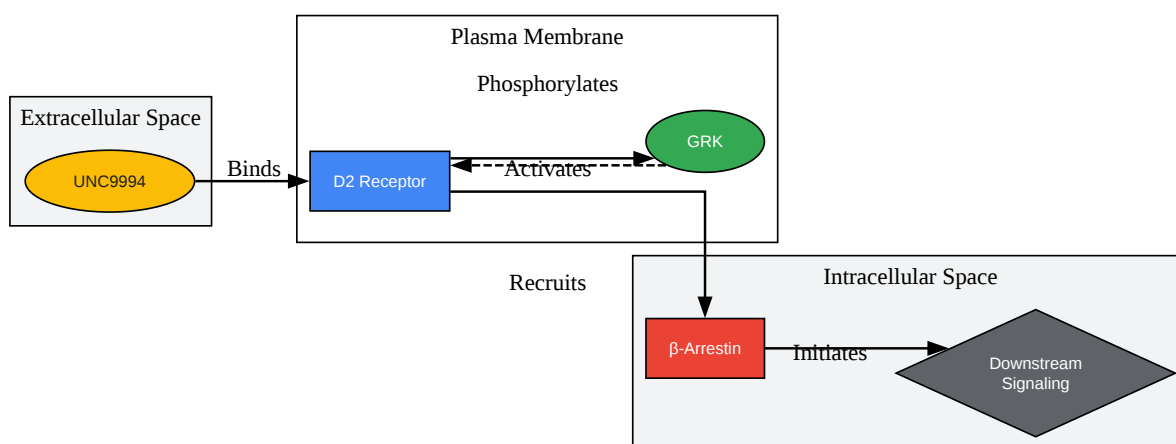 Plasma Membrane
Phosphorylates
Extracellular Space
GRK
Binds
Activates
UNC9994
D2 Receptor
Recruits
Intracellular Space
β-Arrestin
Initiates
Downstream
Signaling